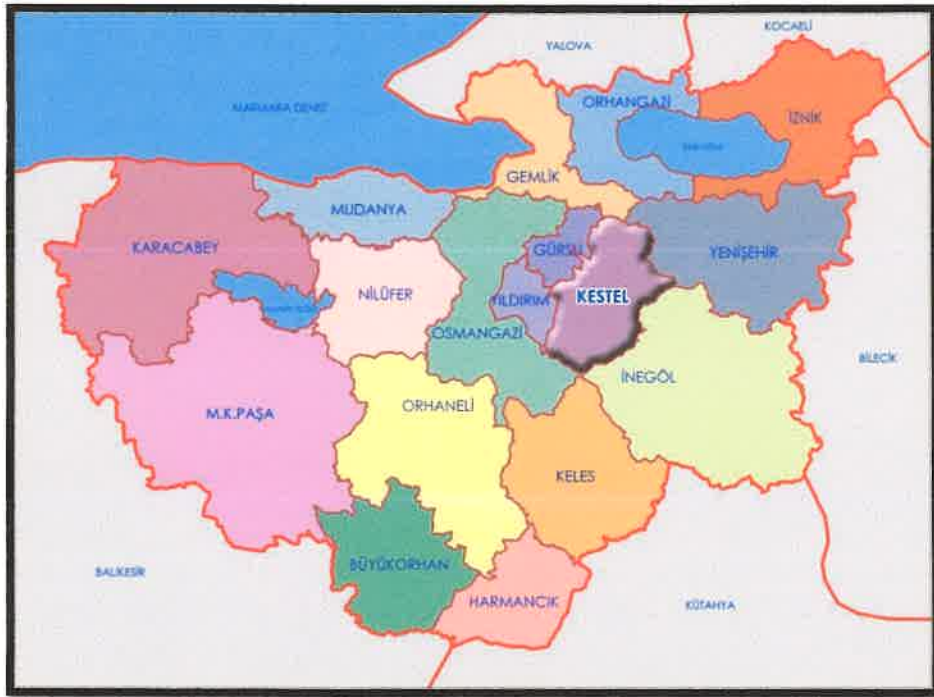 KOCAELİ
YALOVA
MARMARA DENİZİ
ORHANGAZİ
İZNİK
GEMLİK
MUDANYA
KARACABEY
GÜRSU
YENİŞEHİR
NİLÜFER
YILDIRIM
KESTEL
OSMANGAZİ
BİLECİK
İNEGÖL
ORHANELİ
M.K.PAŞA
KELES
BÜYÜKORHAN
BALIKESİR
HARMANCIK
KÜTAHYA